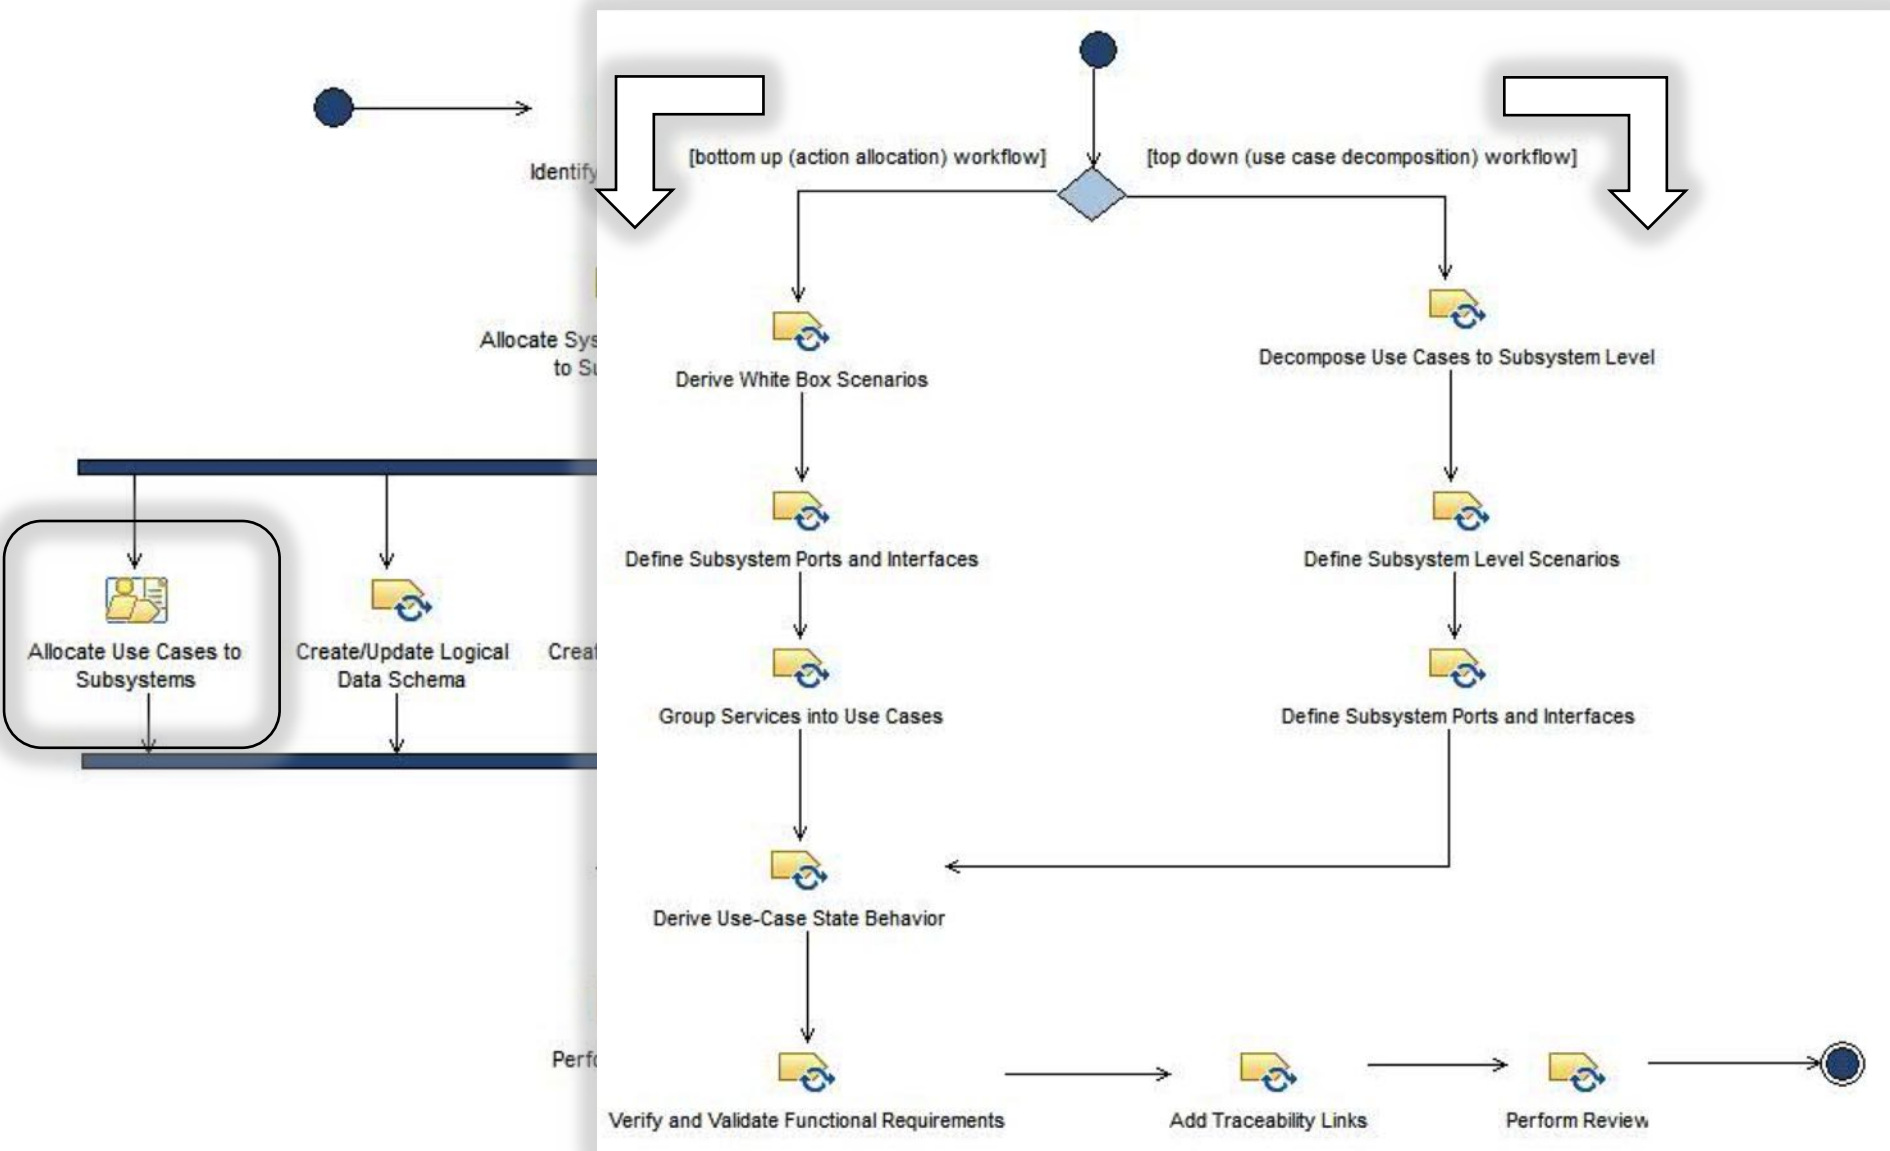 Identify
Allocate Sys
to Su
Allocate Use Cases to
Subsystems
Create/Update Logical
Data Schema
Creat
Perfo
[bottom up (action allocation) workflow]
[top down (use case decomposition) workflow]
Derive White Box Scenarios
Decompose Use Cases to Subsystem Level
Define Subsystem Ports and Interfaces
Define Subsystem Level Scenarios
Group Services into Use Cases
Define Subsystem Ports and Interfaces
Derive Use-Case State Behavior
Verify and Validate Functional Requirements
Add Traceability Links
Perform Review